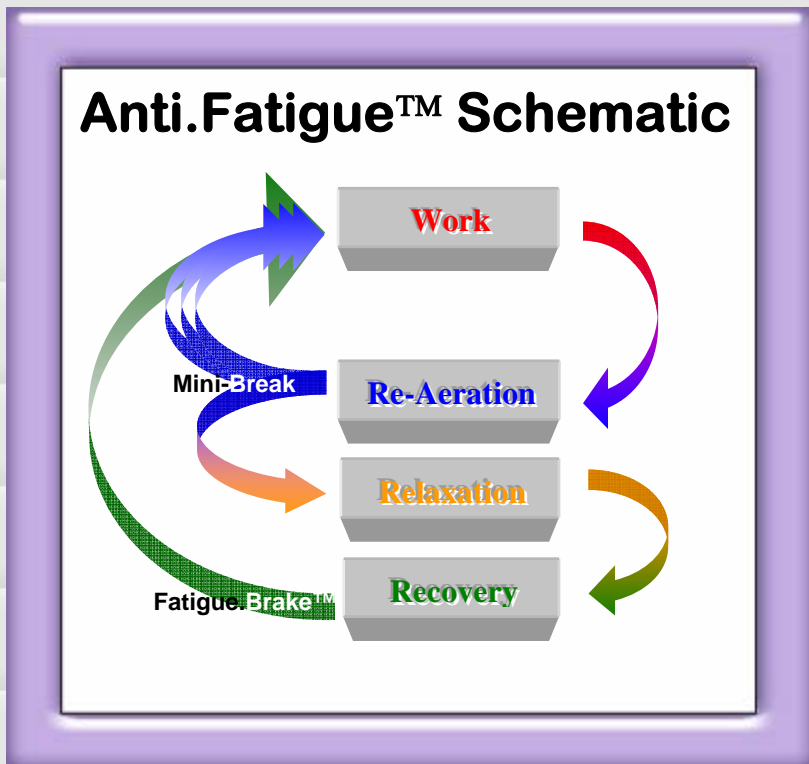 Anti.Fatigue™ Schematic
Work
Mini-Break
Re-Aeration
Relaxation
Fatigue.Brake™
Recovery